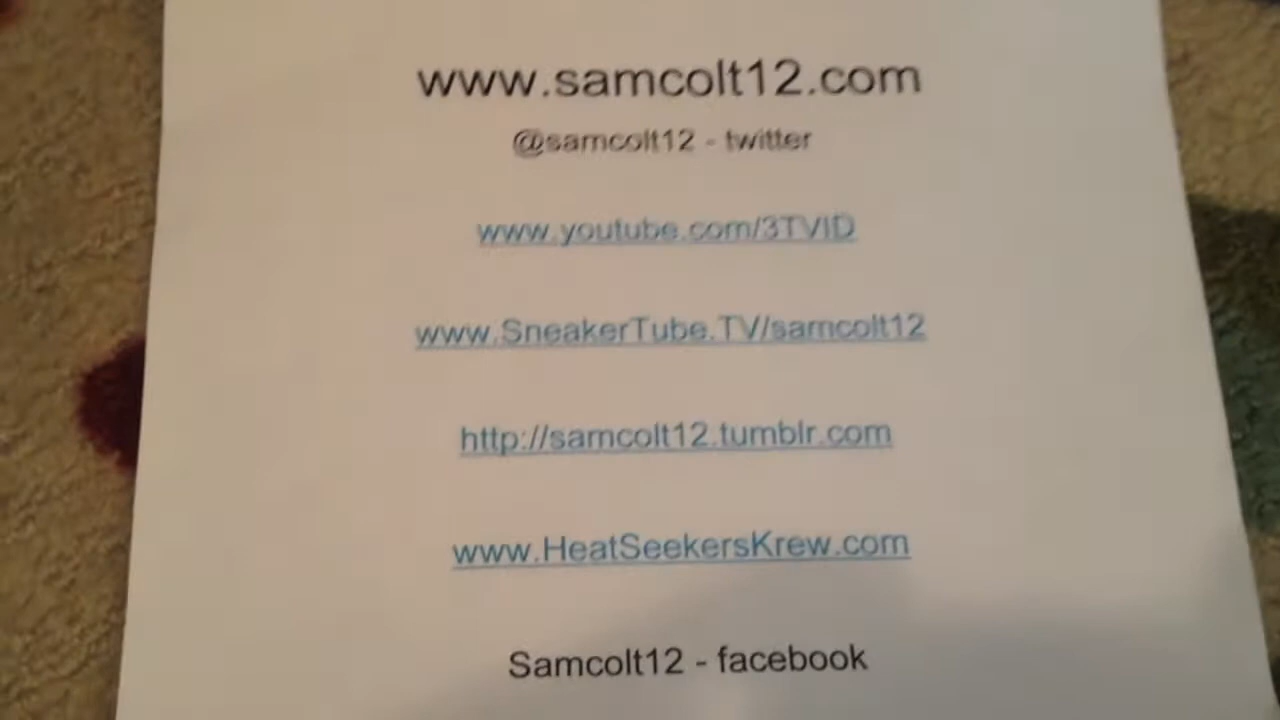 www.samcolt12.com
@samcolt12 - twitter
www.youtube.com/3TVID
www.SneakerTube.TV/samcolt12
http://samcolt12.tumblr.com
www.HeatSeekersKrew.com
Samcolt12 - facebook